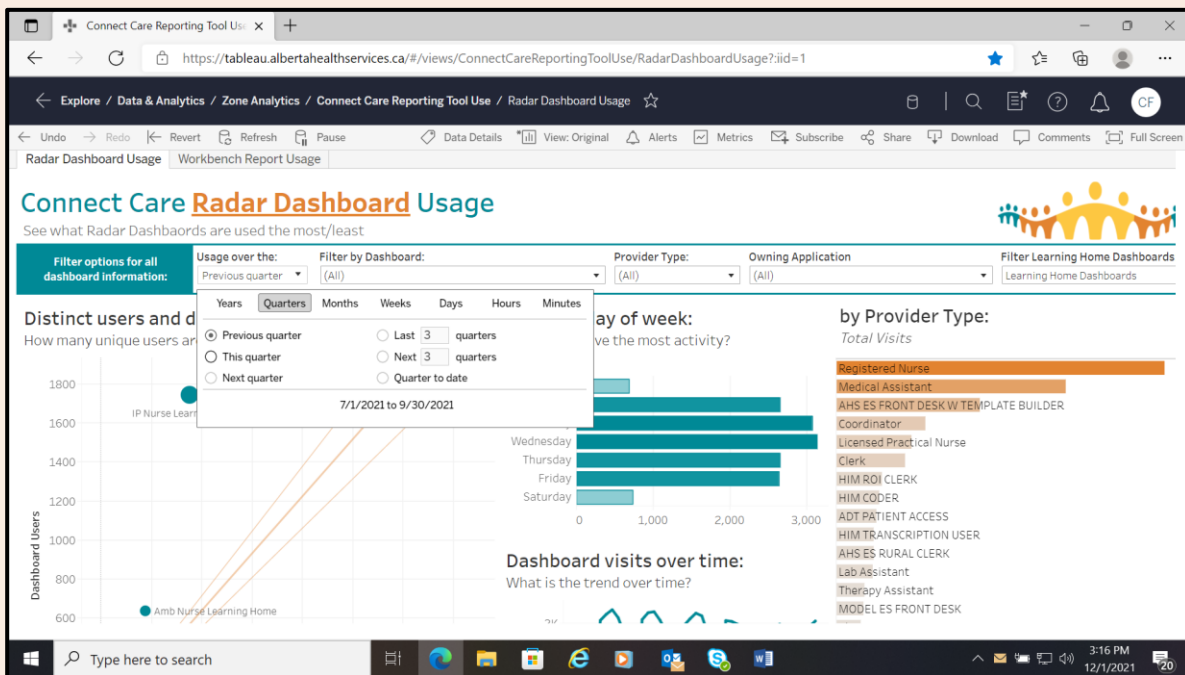 Connect Care Reporting Tool Use
https://tableau.albertahealthservices.ca/#/views/ConnectCareReportingToolUse/RadarDashboardUsage?:iid=1
Explore / Data & Analytics / Zone Analytics / Connect Care Reporting Tool Use / Radar Dashboard Usage
CF
Undo Redo Revert Refresh Pause Data Details View: Original Alerts Metrics Subscribe Share Download Comments Full Screen
Radar Dashboard Usage Workbench Report Usage
Connect Care Radar Dashboard Usage
See what Radar Dashbaords are used the most/least
Filter options for all
dashboard information:
Usage over the:
Previous quarter
Filter by Dashboard:
(All)
Provider Type:
(All)
Owning Application
(All)
Filter Learning Home Dashboards
Learning Home Dashboards
Years Quarters Months Weeks Days Hours Minutes
Previous quarter Last 3 quarters
This quarter Next 3 quarters
Next quarter Quarter to date
7/1/2021 to 9/30/2021
Distinct users and d
How many unique users ar
1800
1600
1400
1200
1000
800
600
Dashboard Users
IP Nurse Lear
Amb Nurse Learning Home
ay of week:
ve the most activity?
Wednesday
Thursday
Friday
Saturday
0 1,000 2,000 3,000
Dashboard visits over time:
What is the trend over time?
2K
by Provider Type:
Total Visits
Registered Nurse
Medical Assistant
AHS ES FRONT DESK W TEMPLATE BUILDER
Coordinator
Licensed Practical Nurse
Clerk
HIM ROI CLERK
HIM CODER
ADT PATIENT ACCESS
HIM TRANSCRIPTION USER
AHS ES RURAL CLERK
Lab Assistant
Therapy Assistant
MODEL ES FRONT DESK
Type here to search
3:16 PM
12/1/2021
20